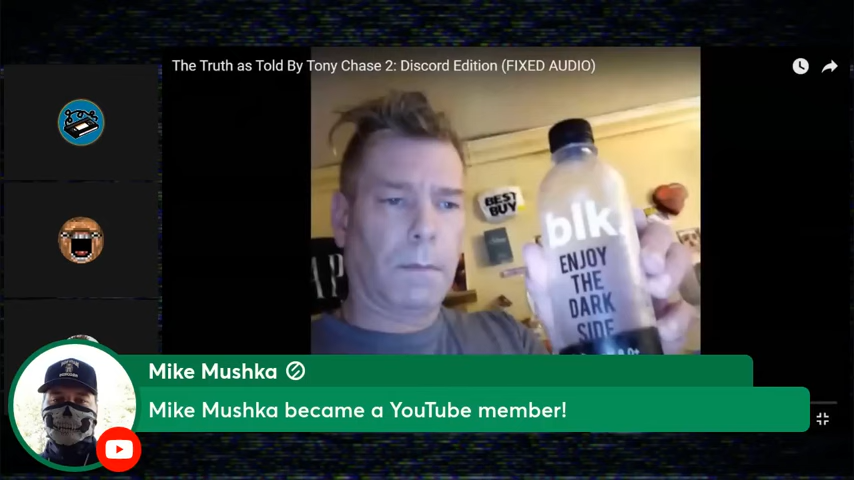 The Truth as Told By Tony Chase 2: Discord Edition (FIXED AUDIO)
BEST
BUY
blk.
ENJOY
THE
DARK
SIDE
Mike Mushka
Mike Mushka became a YouTube member!